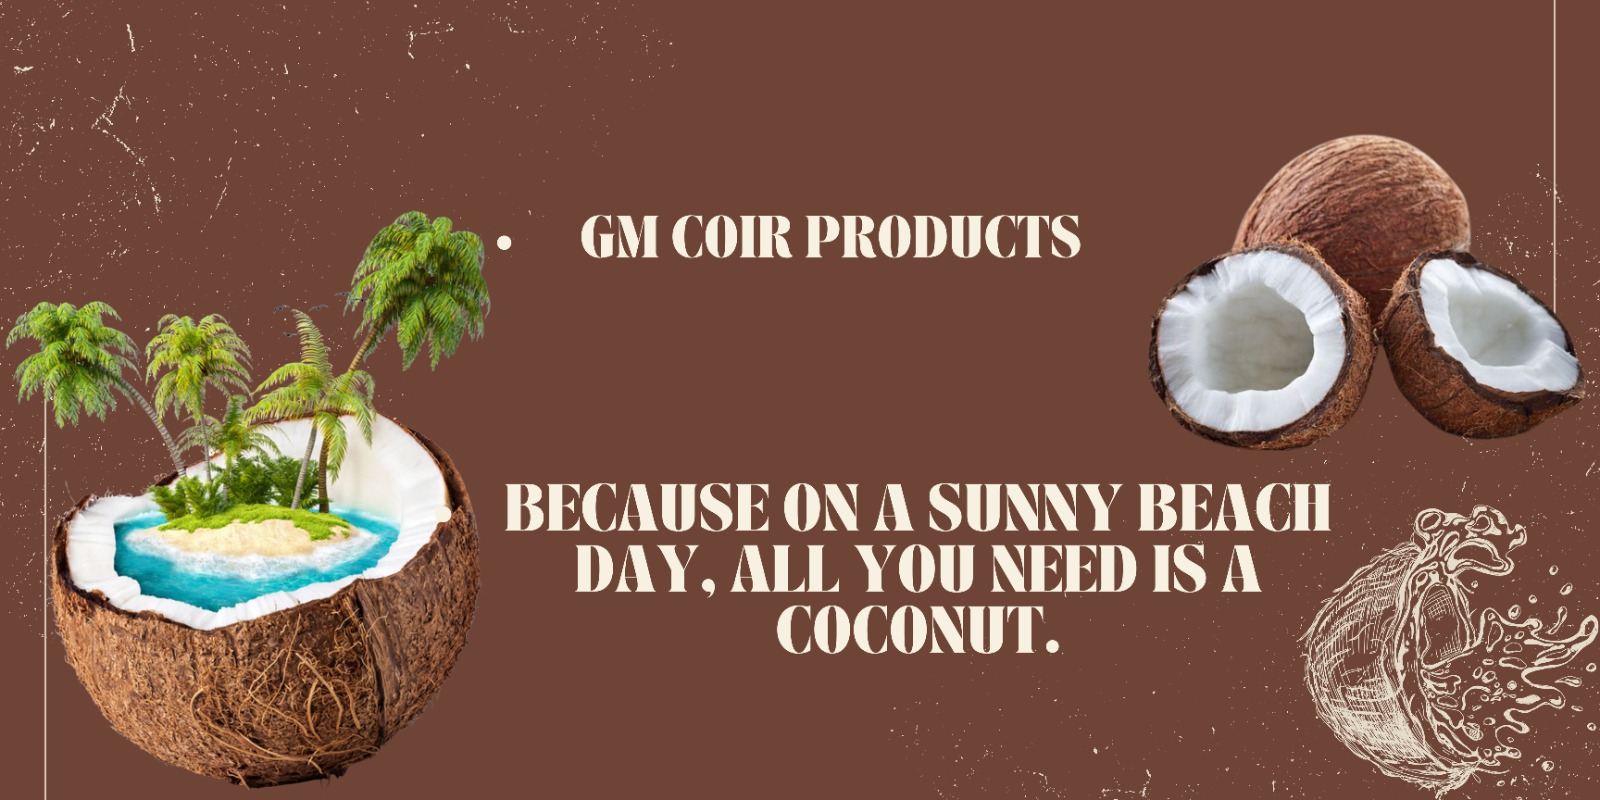 • GM COIR PRODUCTS
• BECAUSE ON A SUNNY BEACH
DAY, ALL YOU NEED IS A
COCONUT.